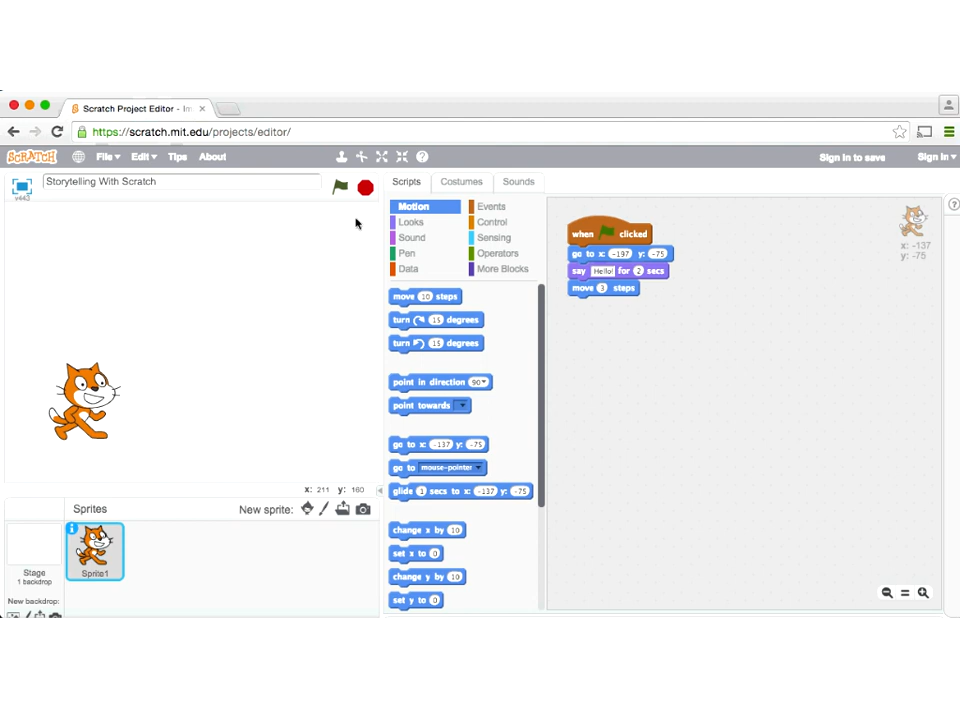 Scratch Project Editor - Im
https://scratch.mit.edu/projects/editor/
SCRATCH File Edit Tips About Sign in to save Sign in
v443 Storytelling With Scratch
Scripts Costumes Sounds
Motion Events
Looks Control
Sound Sensing
Pen Operators
Data More Blocks
move 10 steps
turn 15 degrees
turn 15 degrees
point in direction 90
point towards
go to x: -137 y: -75
go to mouse-pointer
glide 1 secs to x: -137 y: -75
change x by 10
set x to 0
change y by 10
set y to 0
when clicked
go to x: -197 y: -75
say Hello! for 2 secs
move 3 steps
x: -137
y: -75
x: 211 y: 160
Sprites New sprite:
Sprite1
Stage
1 backdrop
New backdrop: